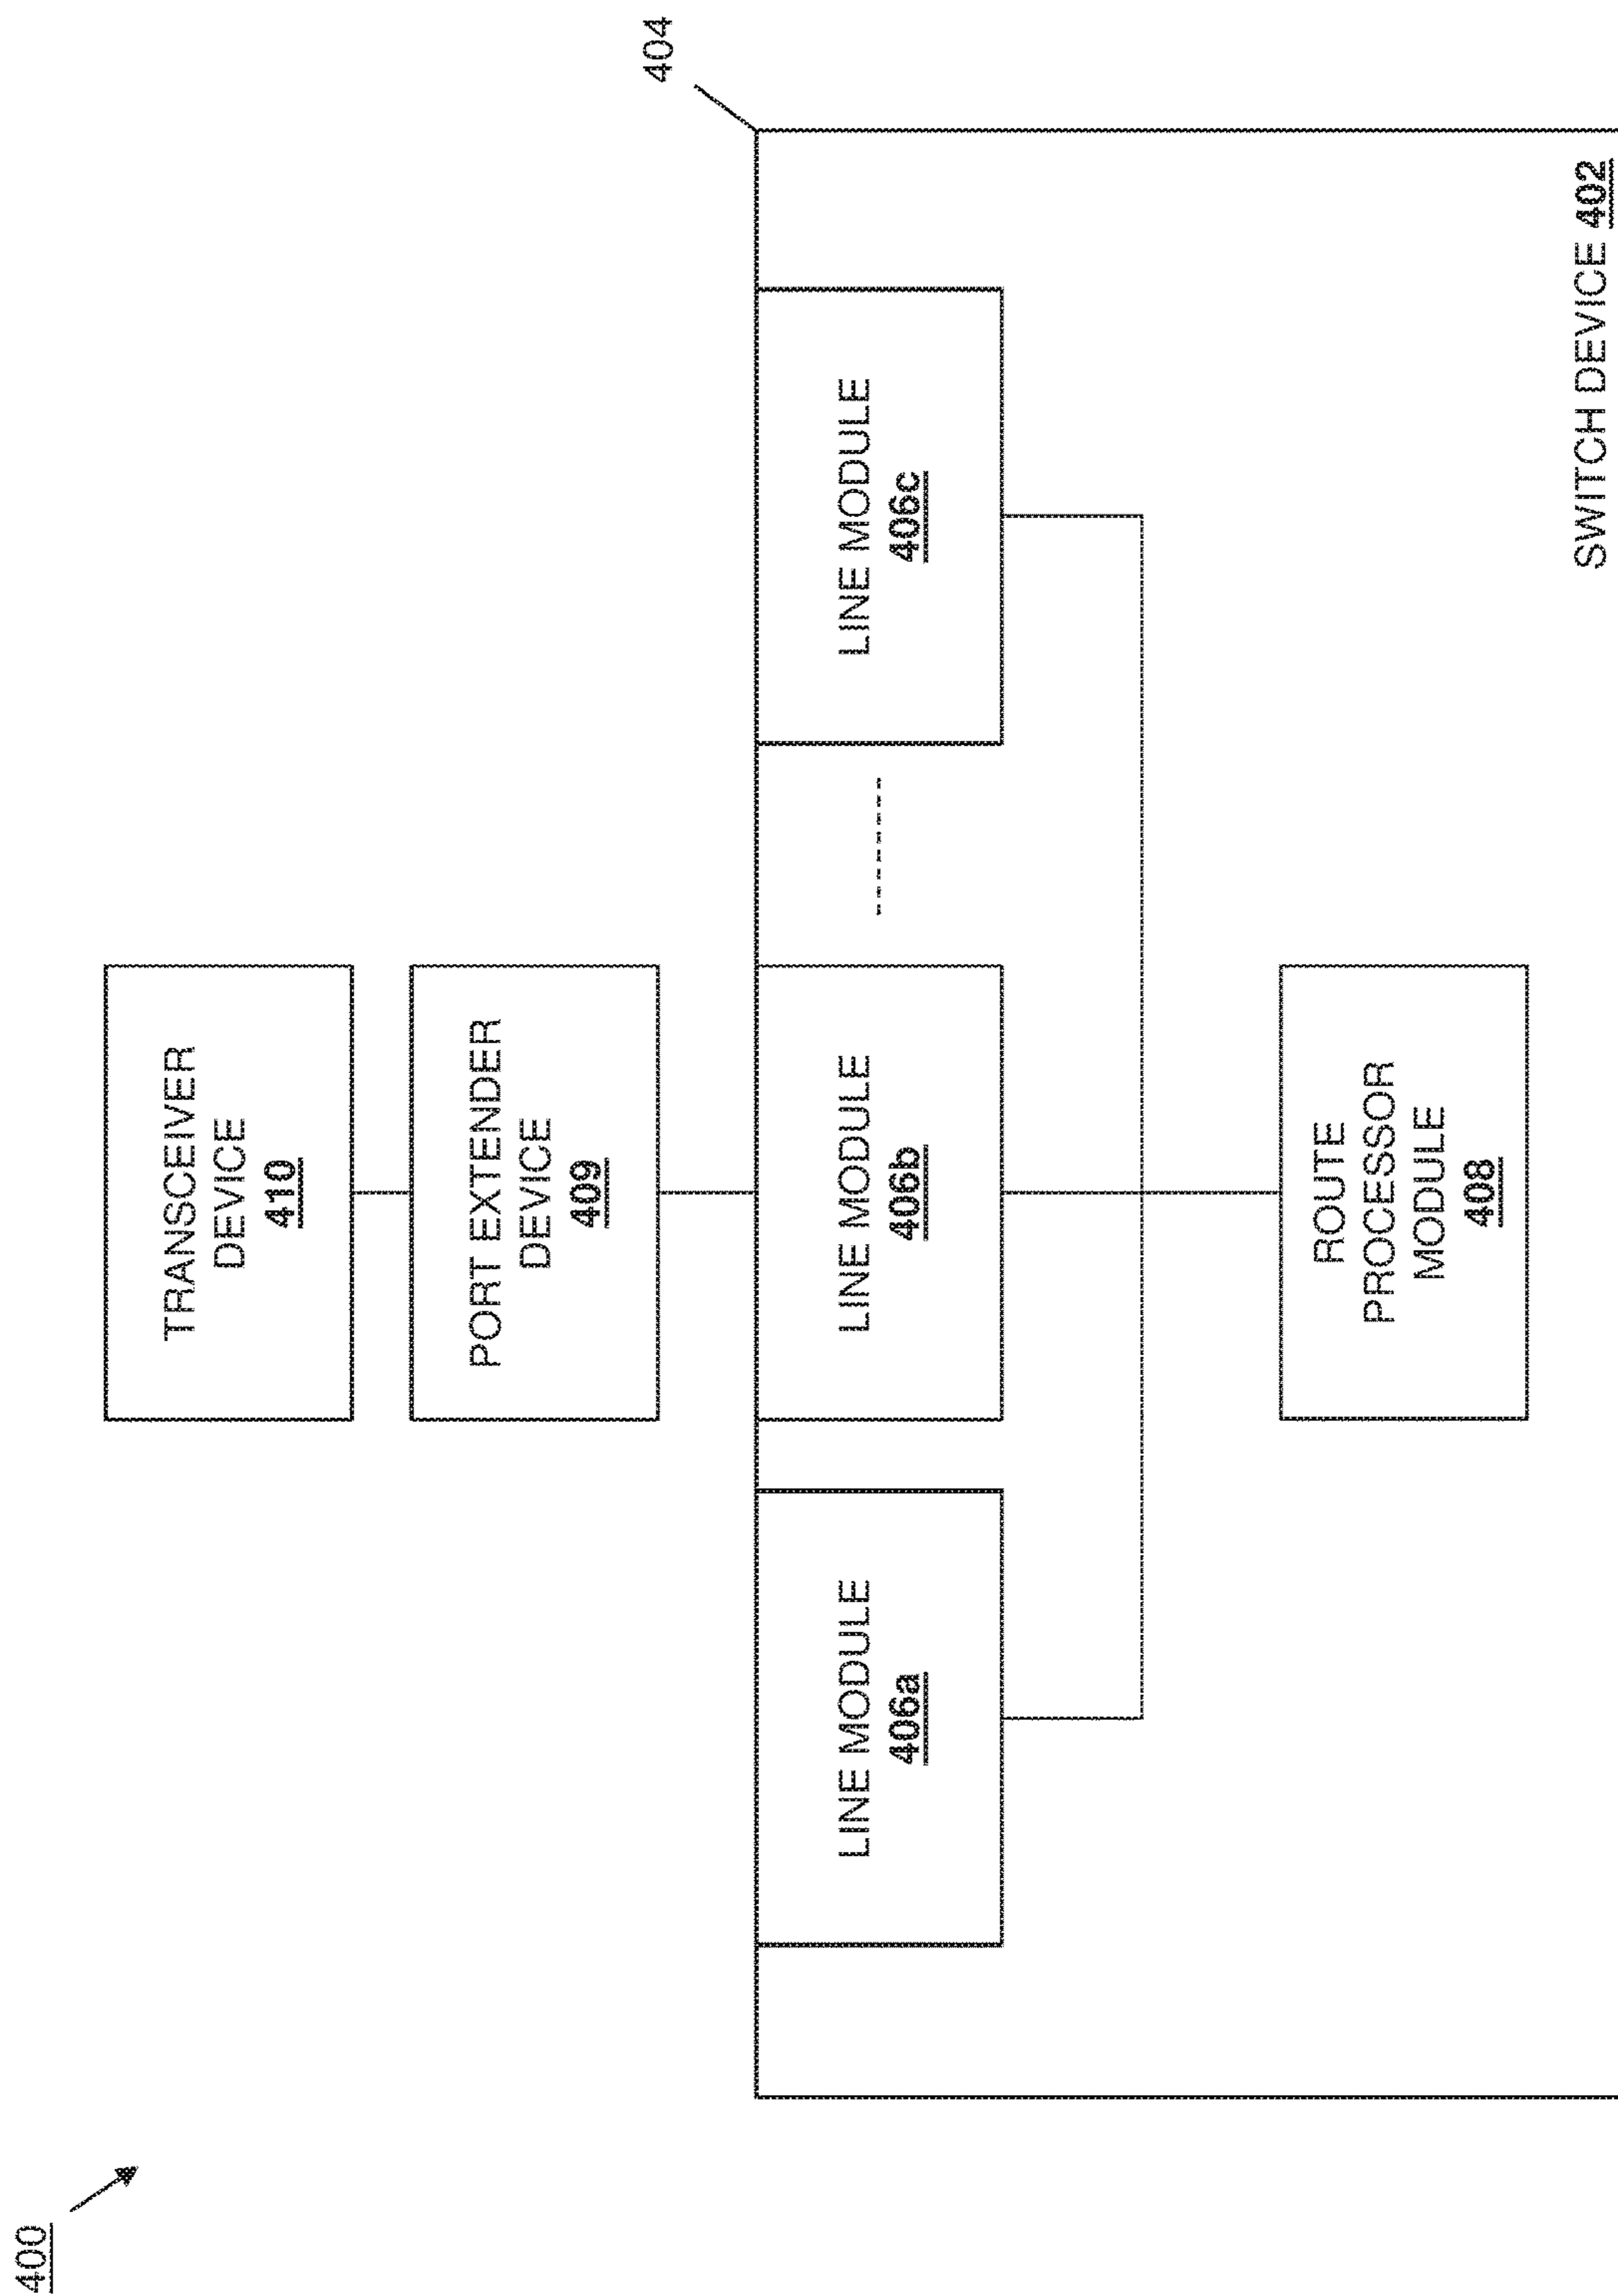 400
TRANSCEIVER
DEVICE
410
PORT EXTENDER
DEVICE
409
404
LINE MODULE
406a
LINE MODULE
406b
LINE MODULE
406c
ROUTE
PROCESSOR
MODULE
408
SWITCH DEVICE 402